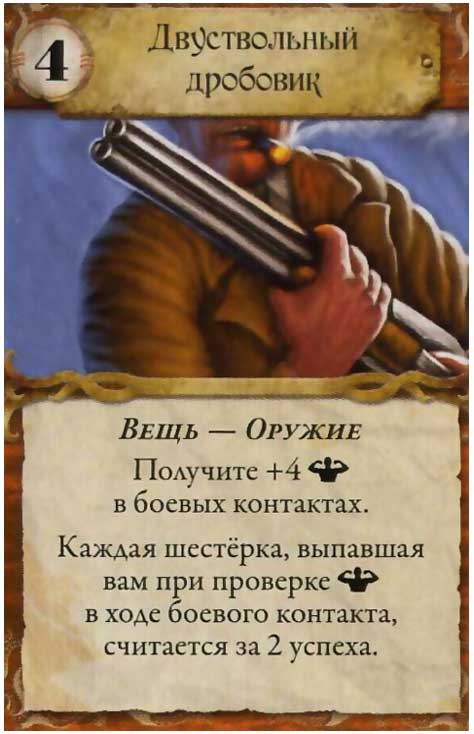 4
Двуствольный
дробовик
Вещь — Оружие
Получите +4
в боевых контактах.
Каждая шестёрка, выпавшая
вам при проверке
в ходе боевого контакта,
считается за 2 успеха.